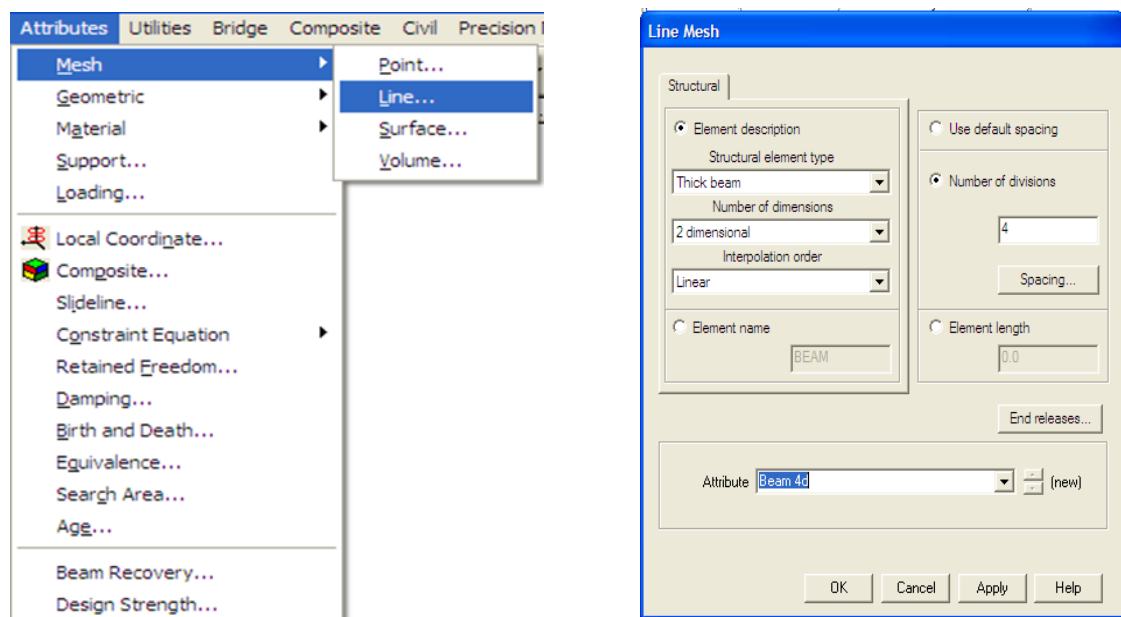 Attributes Utilities Bridge Composite Civil Precision
Mesh
Geometric
Material
Support...
Loading...
Local Coordinate...
Composite...
Slideline...
Constraint Equation
Retained Freedom...
Damping...
Birth and Death...
Equivalence...
Search Area...
Age...
Beam Recovery...
Design Strength...
Point...
Line...
Surface...
Volume...
Line Mesh
Structural
Element description
Structural element type
Thick beam
Number of dimensions
2 dimensional
Interpolation order
Linear
Element name
BEAM
Use default spacing
Number of divisions
4
Spacing...
Element length
0.0
End releases...
Attribute Beam 4d (new)
OK Cancel Apply Help